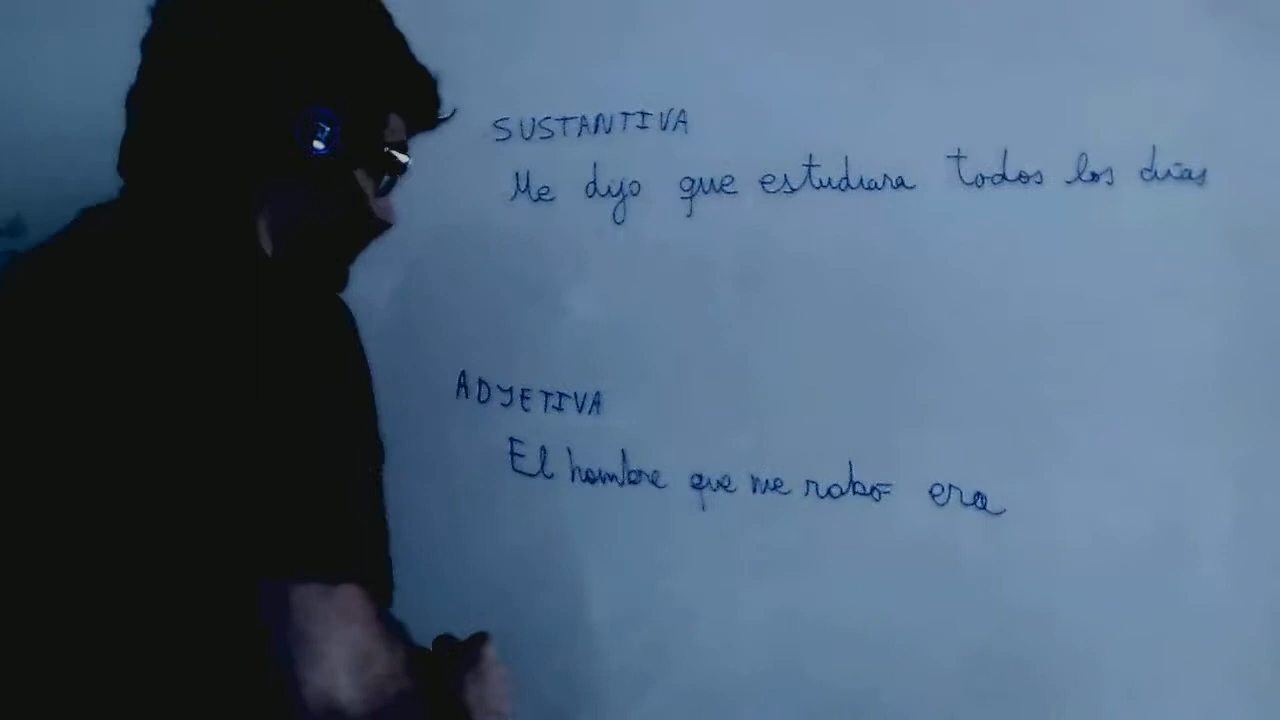 SUSTANTIVA
Me dijo que estudiara todos los días
ADJETIVA
El hombre que me robó era